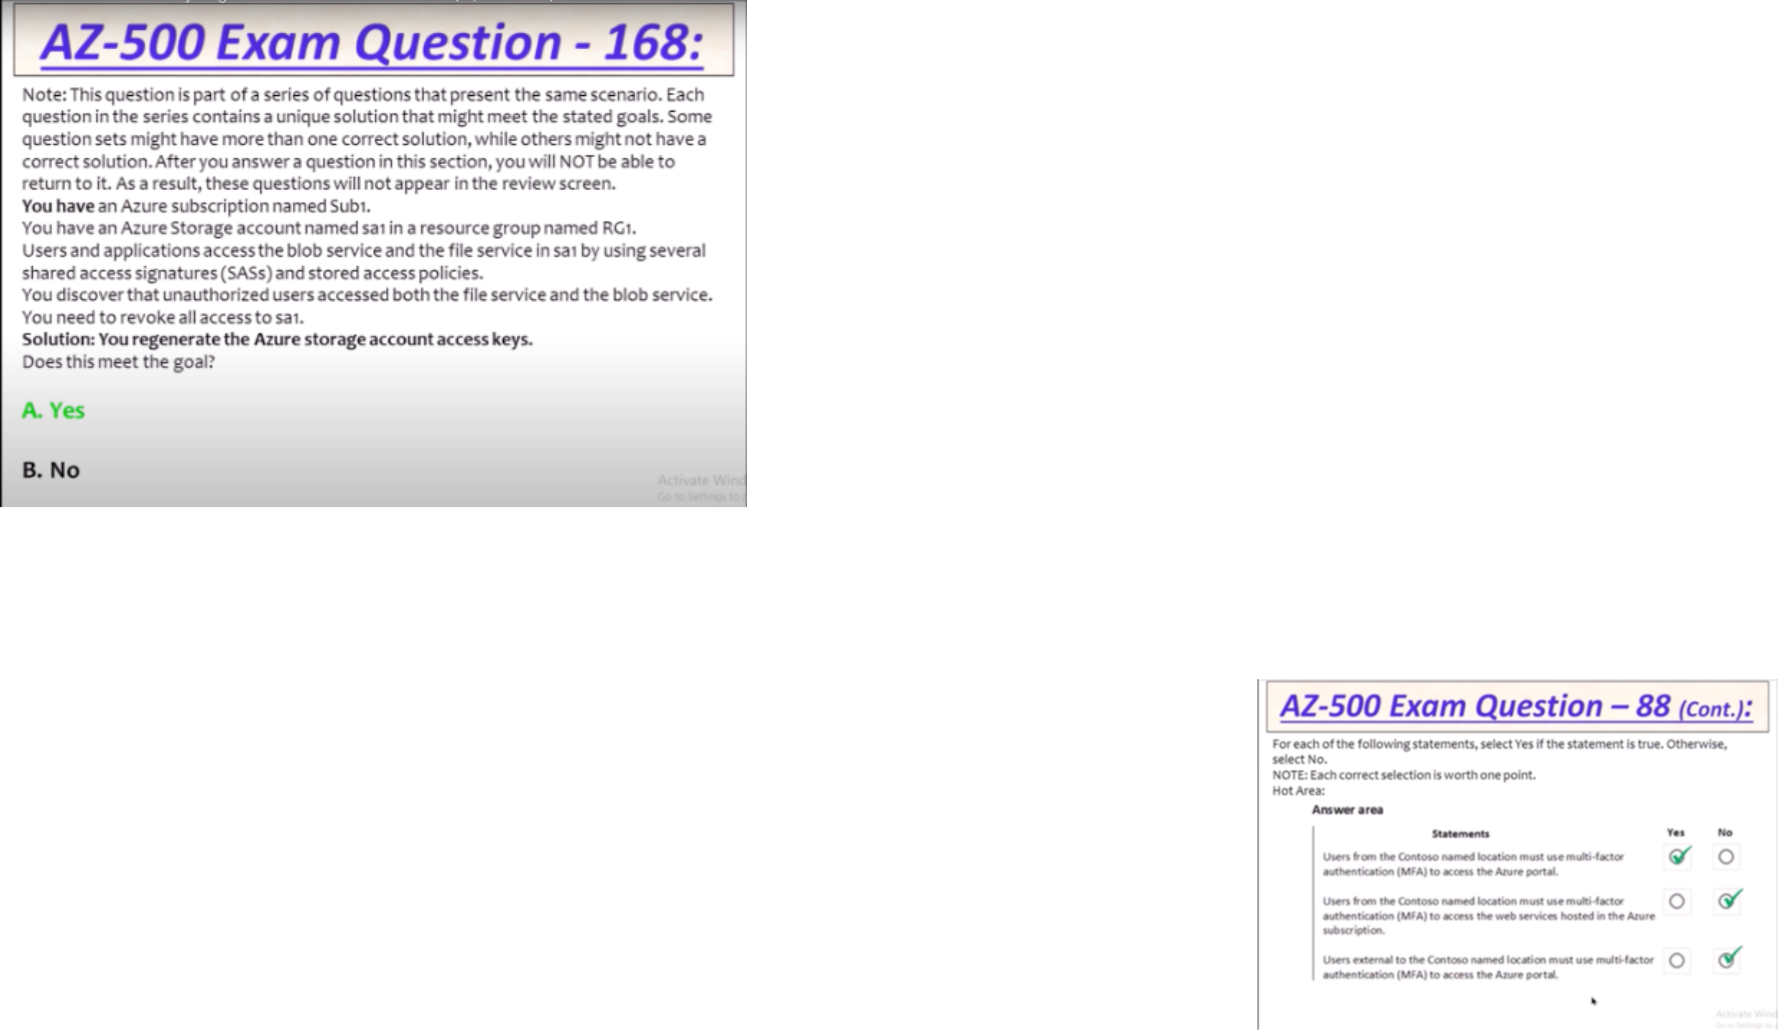 AZ-500 Exam Question - 168:
Note: This question is part of a series of questions that present the same scenario. Each
question in the series contains a unique solution that might meet the stated goals. Some
question sets might have more than one correct solution, while others might not have a
correct solution. After you answer a question in this section, you will NOT be able to
return to it. As a result, these questions will not appear in the review screen.
You have an Azure subscription named Sub1.
You have an Azure Storage account named sa1 in a resource group named RG1.
Users and applications access the blob service and the file service in sa1 by using several
shared access signatures (SASs) and stored access policies.
You discover that unauthorized users accessed both the file service and the blob service.
You need to revoke all access to sa1.
Solution: You regenerate the Azure storage account access keys.
Does this meet the goal?
A. Yes
B. No
Activate Wind
Go to Settings to
AZ-500 Exam Question – 88 (Cont.):
For each of the following statements, select Yes if the statement is true. Otherwise,
select No.
NOTE: Each correct selection is worth one point.
Hot Area:
Answer area
Statements Yes No
Users from the Contoso named location must use multi-factor
authentication (MFA) to access the Azure portal.
Users from the Contoso named location must use multi-factor
authentication (MFA) to access the web services hosted in the Azure
subscription.
Users external to the Contoso named location must use multi-factor
authentication (MFA) to access the Azure portal.
Activate Wind
Go to Settings to